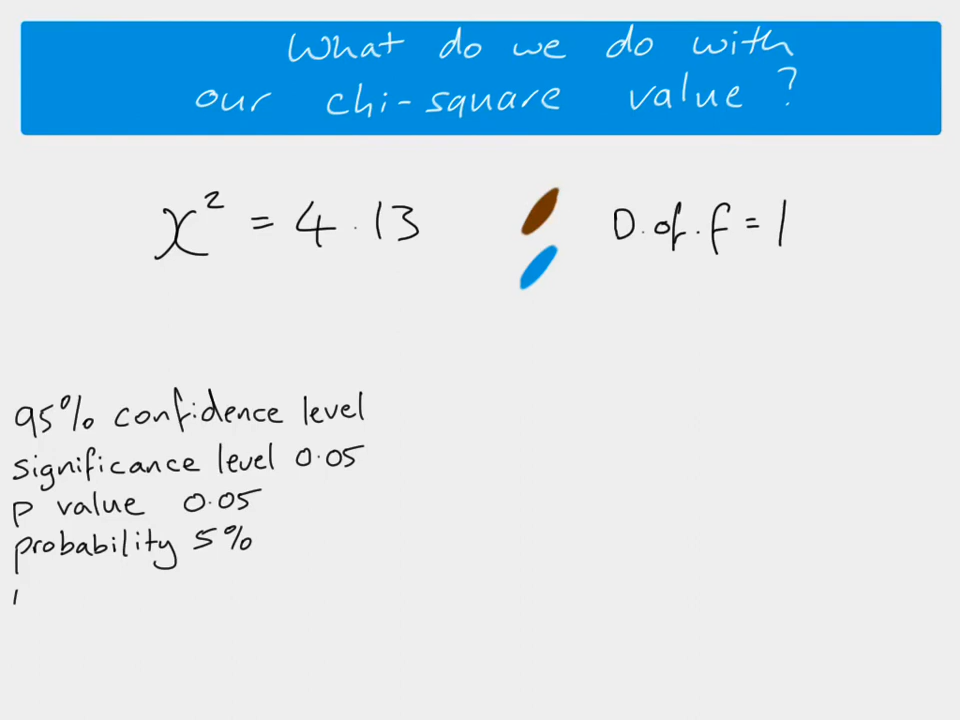 What do we do with
our chi-square value?
x² = 4.13
D.of.f = 1
95% confidence level
significance level 0.05
p value 0.05
probability 5%